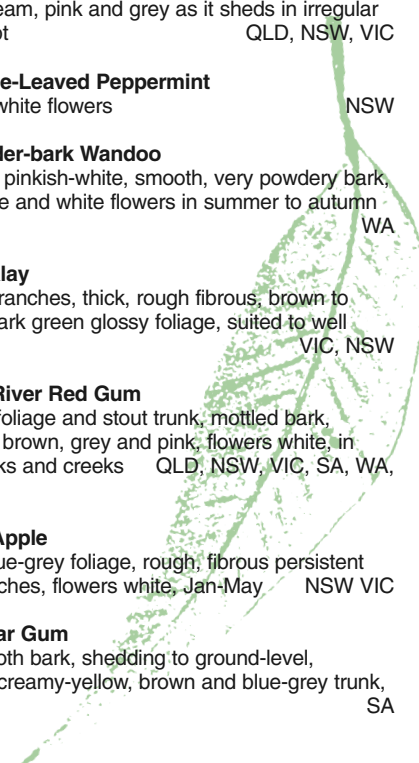 eam, pink and grey as it sheds in irregular
ot QLD, NSW, VIC
e-Leaved Peppermint
white flowers NSW
der-bark Wandoo
pinkish-white, smooth, very powdery bark,
e and white flowers in summer to autumn
WA
lay
ranches, thick, rough fibrous, brown to
ark green glossy foliage, suited to well
VIC, NSW
River Red Gum
foliage and stout trunk, mottled bark,
brown, grey and pink, flowers white, in
ks and creeks QLD, NSW, VIC, SA, WA,
Apple
ue-grey foliage, rough, fibrous persistent
ches, flowers white, Jan-May NSW VIC
ar Gum
oth bark, shedding to ground-level,
creamy-yellow, brown and blue-grey trunk,
SA